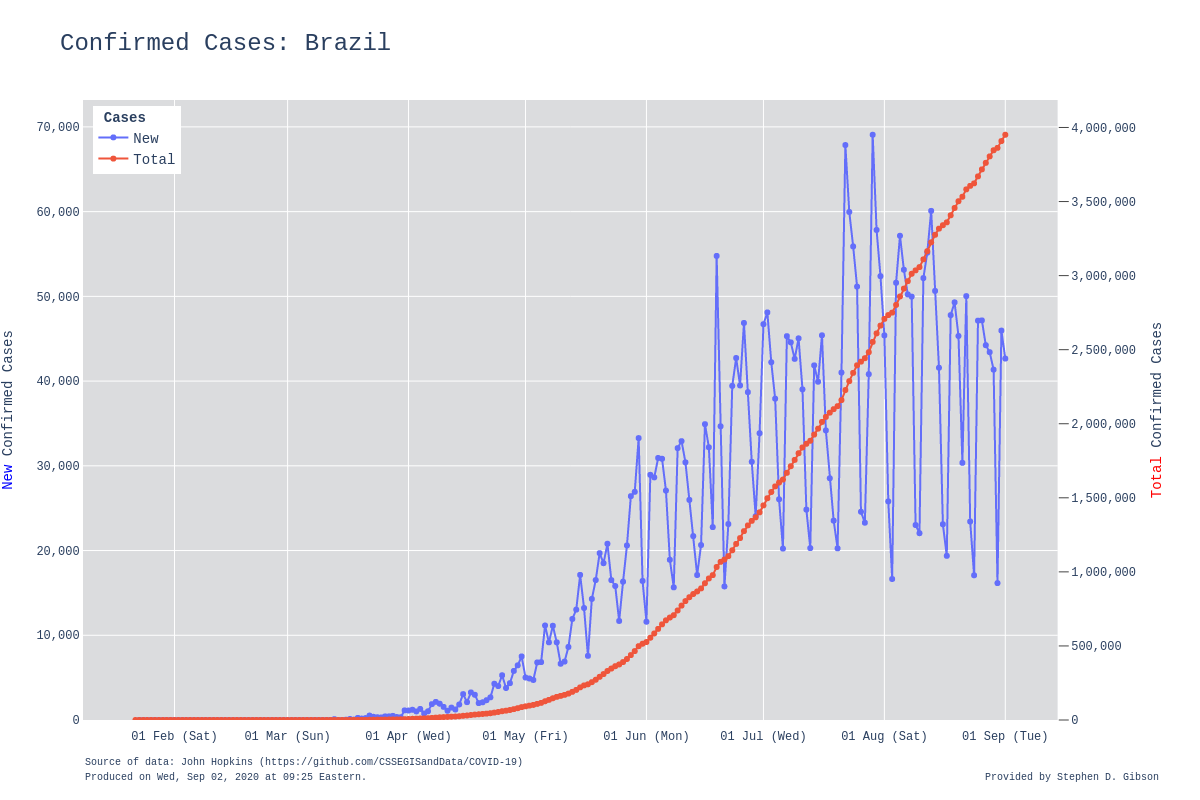 Confirmed Cases: Brazil
Cases
New
Total
70,000
60,000
50,000
40,000
30,000
20,000
10,000
0
New Confirmed Cases
4,000,000
3,500,000
3,000,000
2,500,000
2,000,000
1,500,000
1,000,000
500,000
0
Total Confirmed Cases
01 Feb (Sat) 01 Mar (Sun) 01 Apr (Wed) 01 May (Fri) 01 Jun (Mon) 01 Jul (Wed) 01 Aug (Sat) 01 Sep (Tue)
Source of data: John Hopkins (https://github.com/CSSEGISandData/COVID-19)
Produced on Wed, Sep 02, 2020 at 09:25 Eastern.
Provided by Stephen D. Gibson